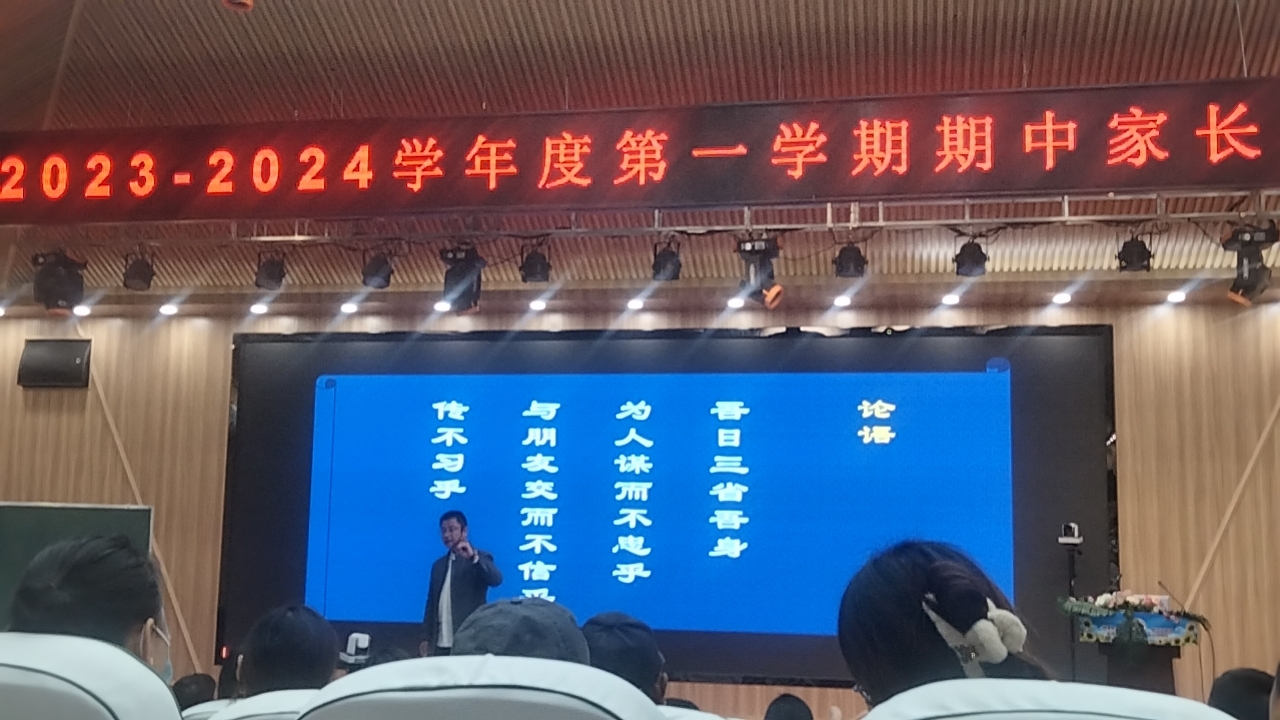 2023-2024学年度第一学期期中家长
论语
吾日三省吾身
为人谋而不忠乎
与朋友交而不信乎
传不习乎